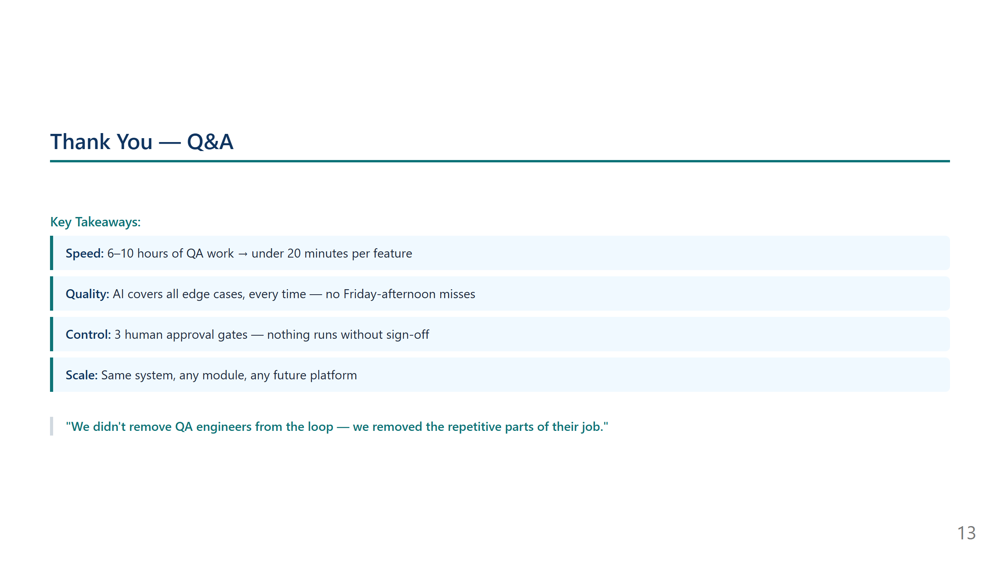 Thank You — Q&A
Key Takeaways:
Speed: 6–10 hours of QA work → under 20 minutes per feature
Quality: AI covers all edge cases, every time — no Friday-afternoon misses
Control: 3 human approval gates — nothing runs without sign-off
Scale: Same system, any module, any future platform
"We didn't remove QA engineers from the loop — we removed the repetitive parts of their job."
13